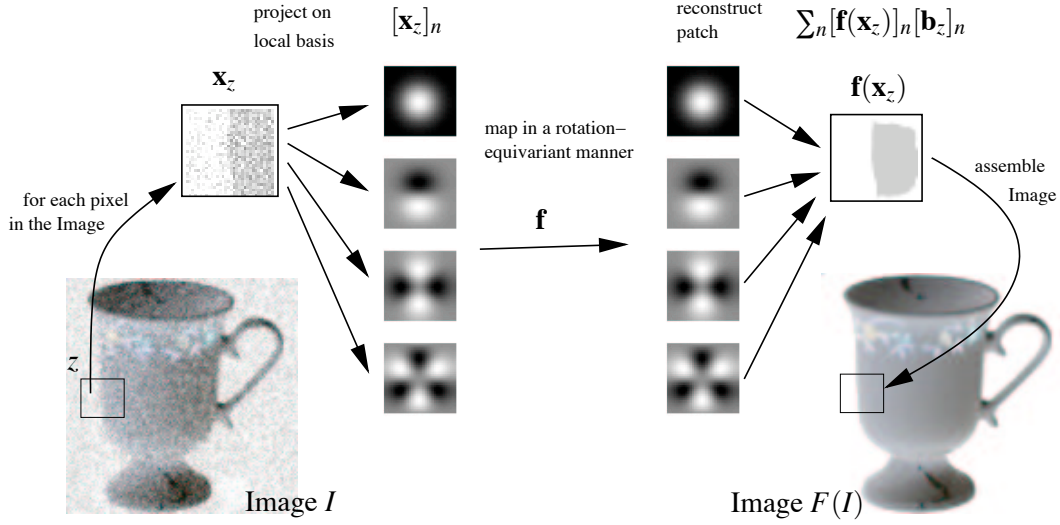 project on
local basis
[x_z]_n
x_z
for each pixel
in the Image
z
Image I
map in a rotation–
equivariant manner
f
reconstruct
patch
∑_n[f(x_z)]_n[b_z]_n
f(x_z)
assemble
Image
Image F(I)